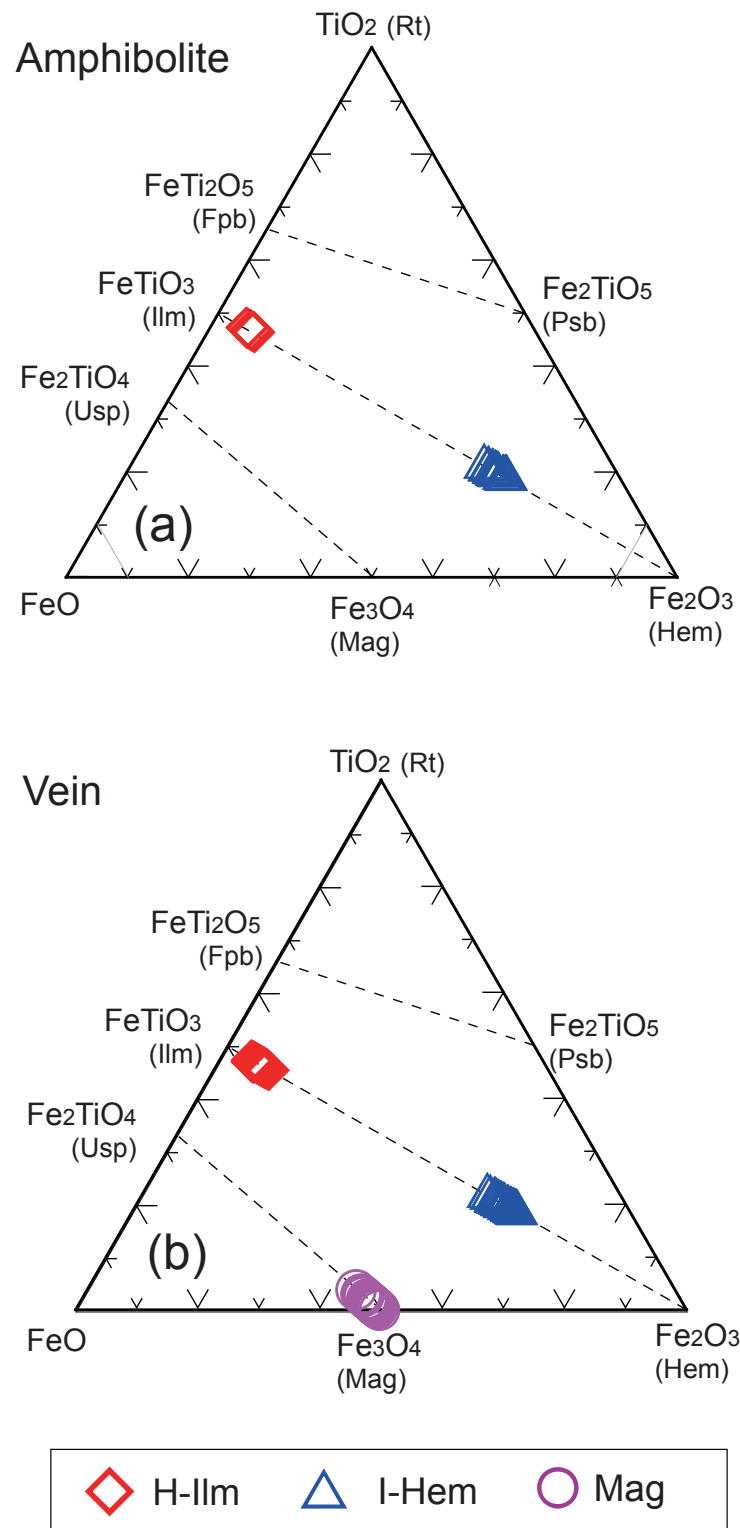 TiO2 (Rt)
Amphibolite
FeTi2O5
(Fpb)
FeTiO3
(Ilm)
Fe2TiO5
(Psb)
Fe2TiO4
(Usp)
(a)
FeO
Fe3O4
(Mag)
Fe2O3
(Hem)
TiO2 (Rt)
Vein
FeTi2O5
(Fpb)
FeTiO3
(Ilm)
Fe2TiO5
(Psb)
Fe2TiO4
(Usp)
(b)
FeO
Fe3O4
(Mag)
Fe2O3
(Hem)
H-Ilm I-Hem Mag